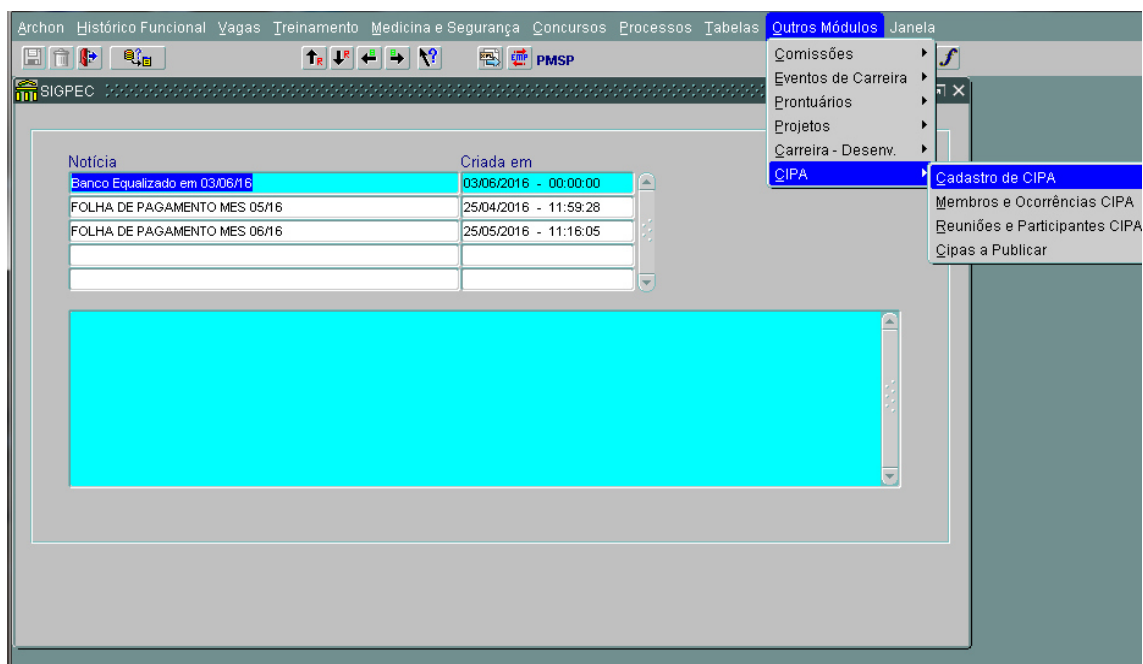 Archon Histórico Funcional Vagas Treinamento Medicina e Segurança Concursos Processos Tabelas Outros Módulos Janela
PMSP
Comissões
Eventos de Carreira
Prontuários
Projetos
Carreira - Desenv.
CIPA
Cadastro de CIPA
Membros e Ocorrências CIPA
Reuniões e Participantes CIPA
Cipas a Publicar
SIGPEC
Notícia Criada em
Banco Equalizado em 03/06/16 03/06/2016 - 00:00:00
FOLHA DE PAGAMENTO MES 05/16 25/04/2016 - 11:59:28
FOLHA DE PAGAMENTO MES 06/16 25/05/2016 - 11:16:05